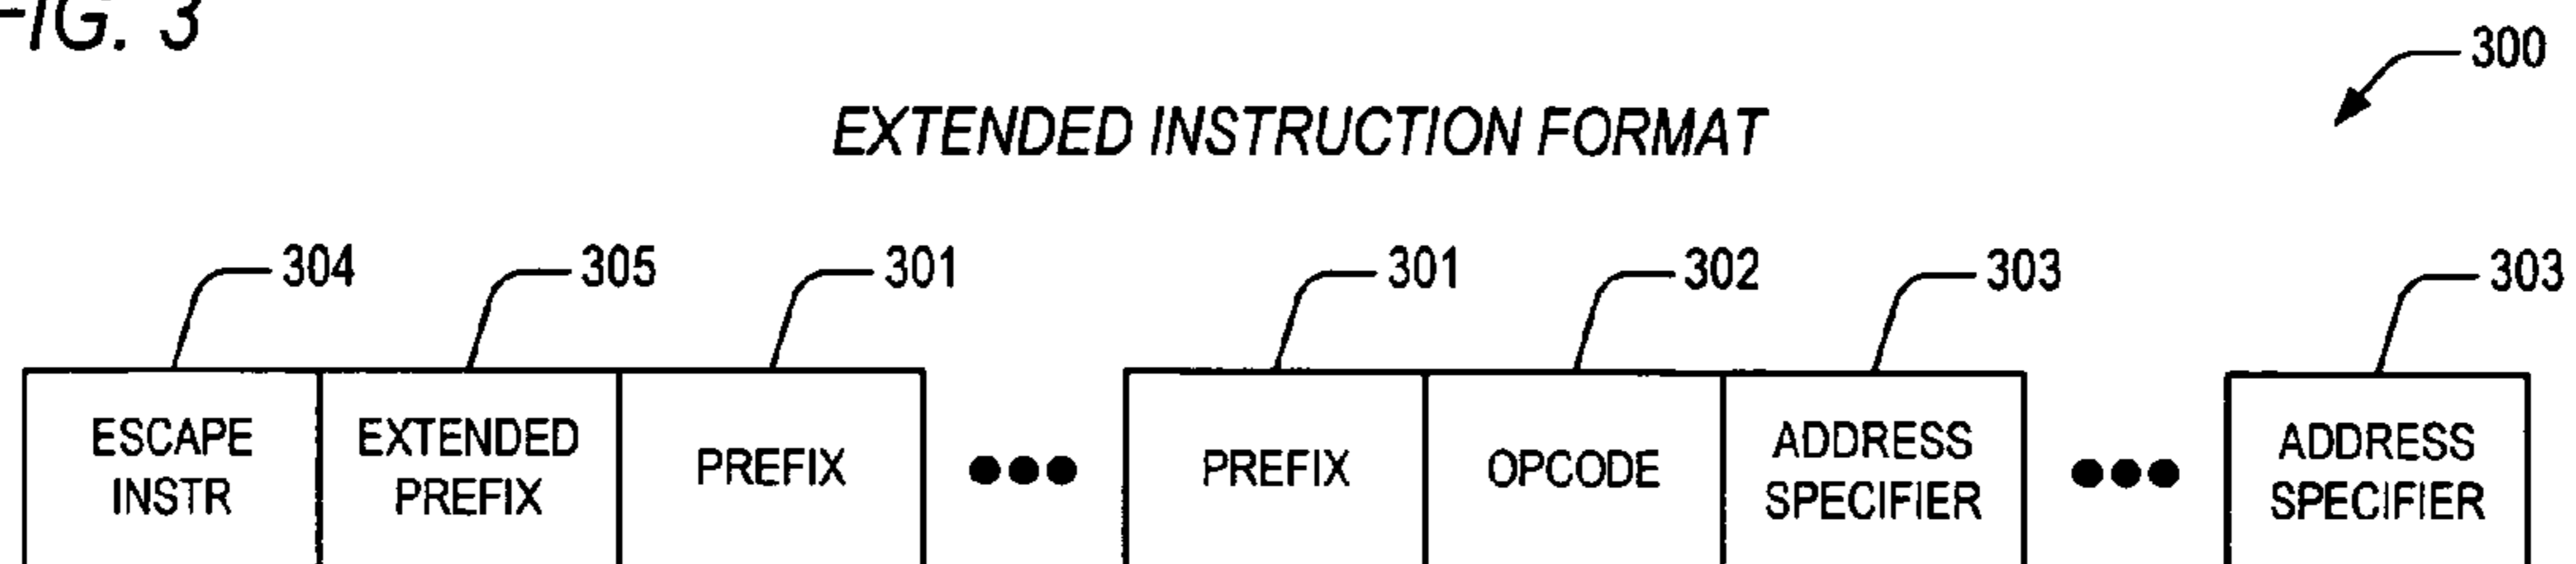 FIG. 3
300
EXTENDED INSTRUCTION FORMAT
304 305 301 301 302 303 303
ESCAPE INSTR
EXTENDED PREFIX
PREFIX
PREFIX
OPCODE
ADDRESS SPECIFIER
ADDRESS SPECIFIER